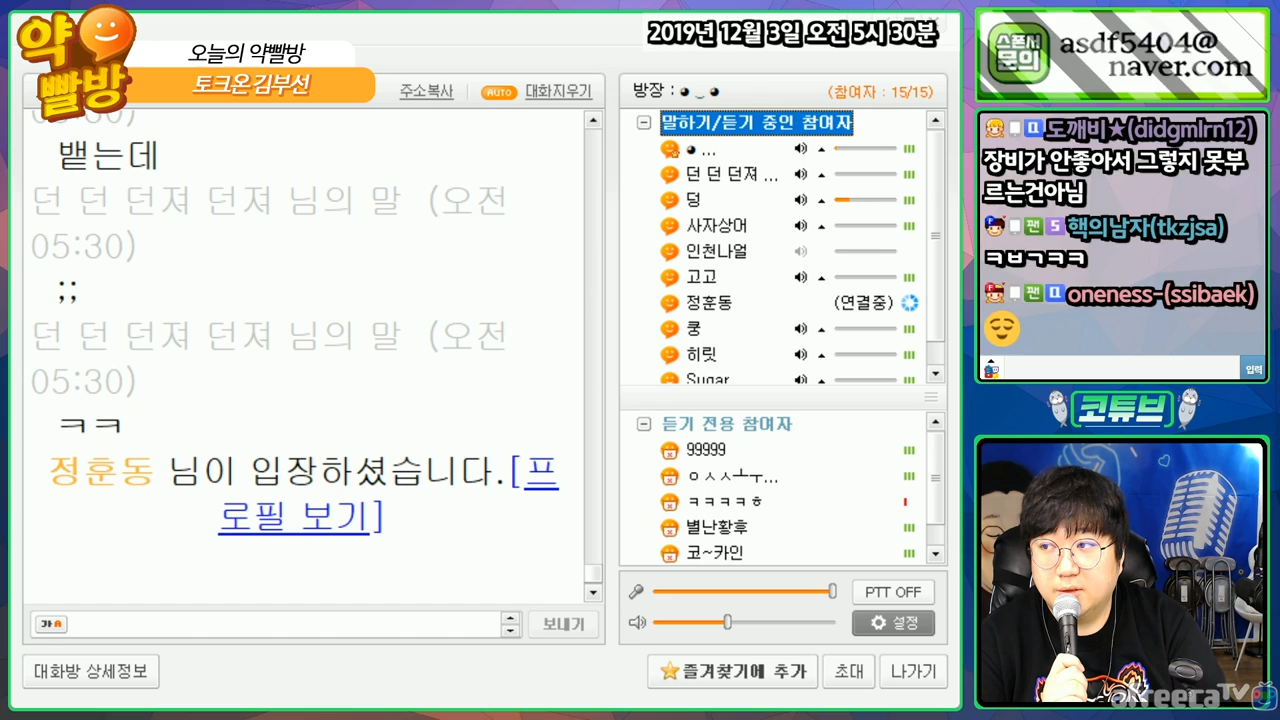 약빨방
오늘의 약빨방
토크온 김부선
2019년 12월 3일 오전 5시 30분
주소복사
AUTO
대화지우기
05:30)
뱉는데
던 던 던져 던져 님의 말 (오전
05:30)
;;
던 던 던져 던져 님의 말 (오전
05:30)
ㅋㅋ
정훈동 님이 입장하셨습니다.[프
로필 보기]
가
보내기
대화방 상세정보
방장 : ◕ ‿ ◕
(참여자 : 15/15)
말하기/듣기 중인 참여자
◕ ...
던 던 던져 ...
덩
사자상어
인천나얼
고고
정훈동 (연결중)
쿵
히릿
Sugar
듣기 전용 참여자
99999
ㅇㅅㅅㅗㅜ...
ㅋㅋㅋㅋㅎ
별난황후
코~카인
PTT OFF
설정
즐겨찾기에 추가
초대
나가기
스폰서
문의
asdf5404@
naver.com
도깨비★(didgmlrn12)
장비가 안좋아서 그렇지 못부
르는건아님
팬 S 핵의남자(tkzjsa)
ㅋㅂㄱㅋㅋ
팬 oneness-(ssibaek)
입력
코튜브
afreecaTV